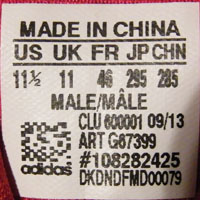 MADE IN CHINA
US UK FR JP CHN
11½ 11 46 295 285
MALE/MÂLE
CLU 600001 09/13
ART G67399
#108282425
adidas DKDNDFMD00079